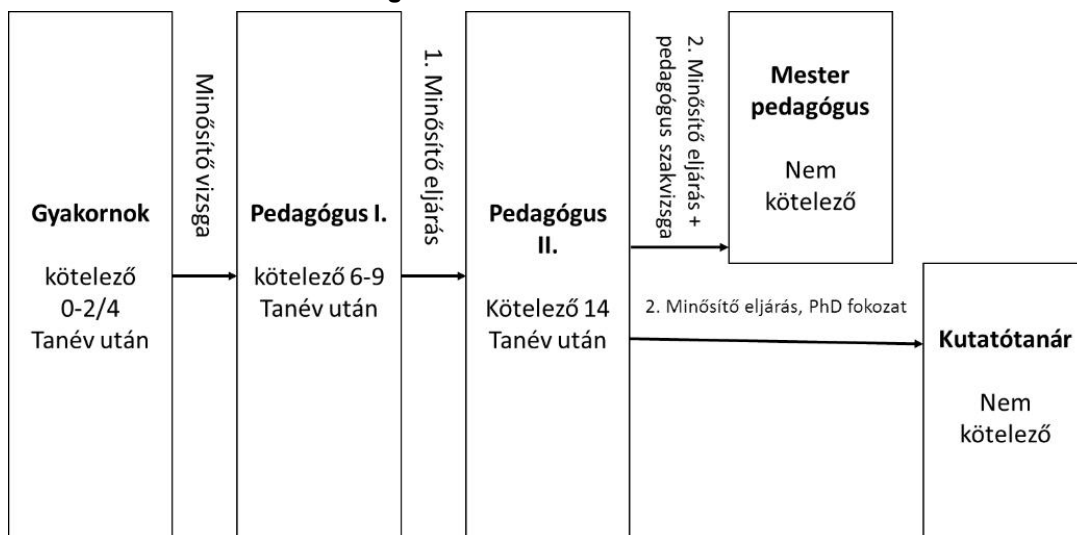 Gyakornok
kötelező
0-2/4
Tanév után
Minősítő vizsga
Pedagógus I.
kötelező 6-9
Tanév után
1. Minősítő eljárás
Pedagógus
II.
Kötelező 14
Tanév után
2. Minősítő eljárás +
pedagógus szakvizsga
Mester
pedagógus
Nem
kötelező
2. Minősítő eljárás, PhD fokozat
Kutatótanár
Nem
kötelező